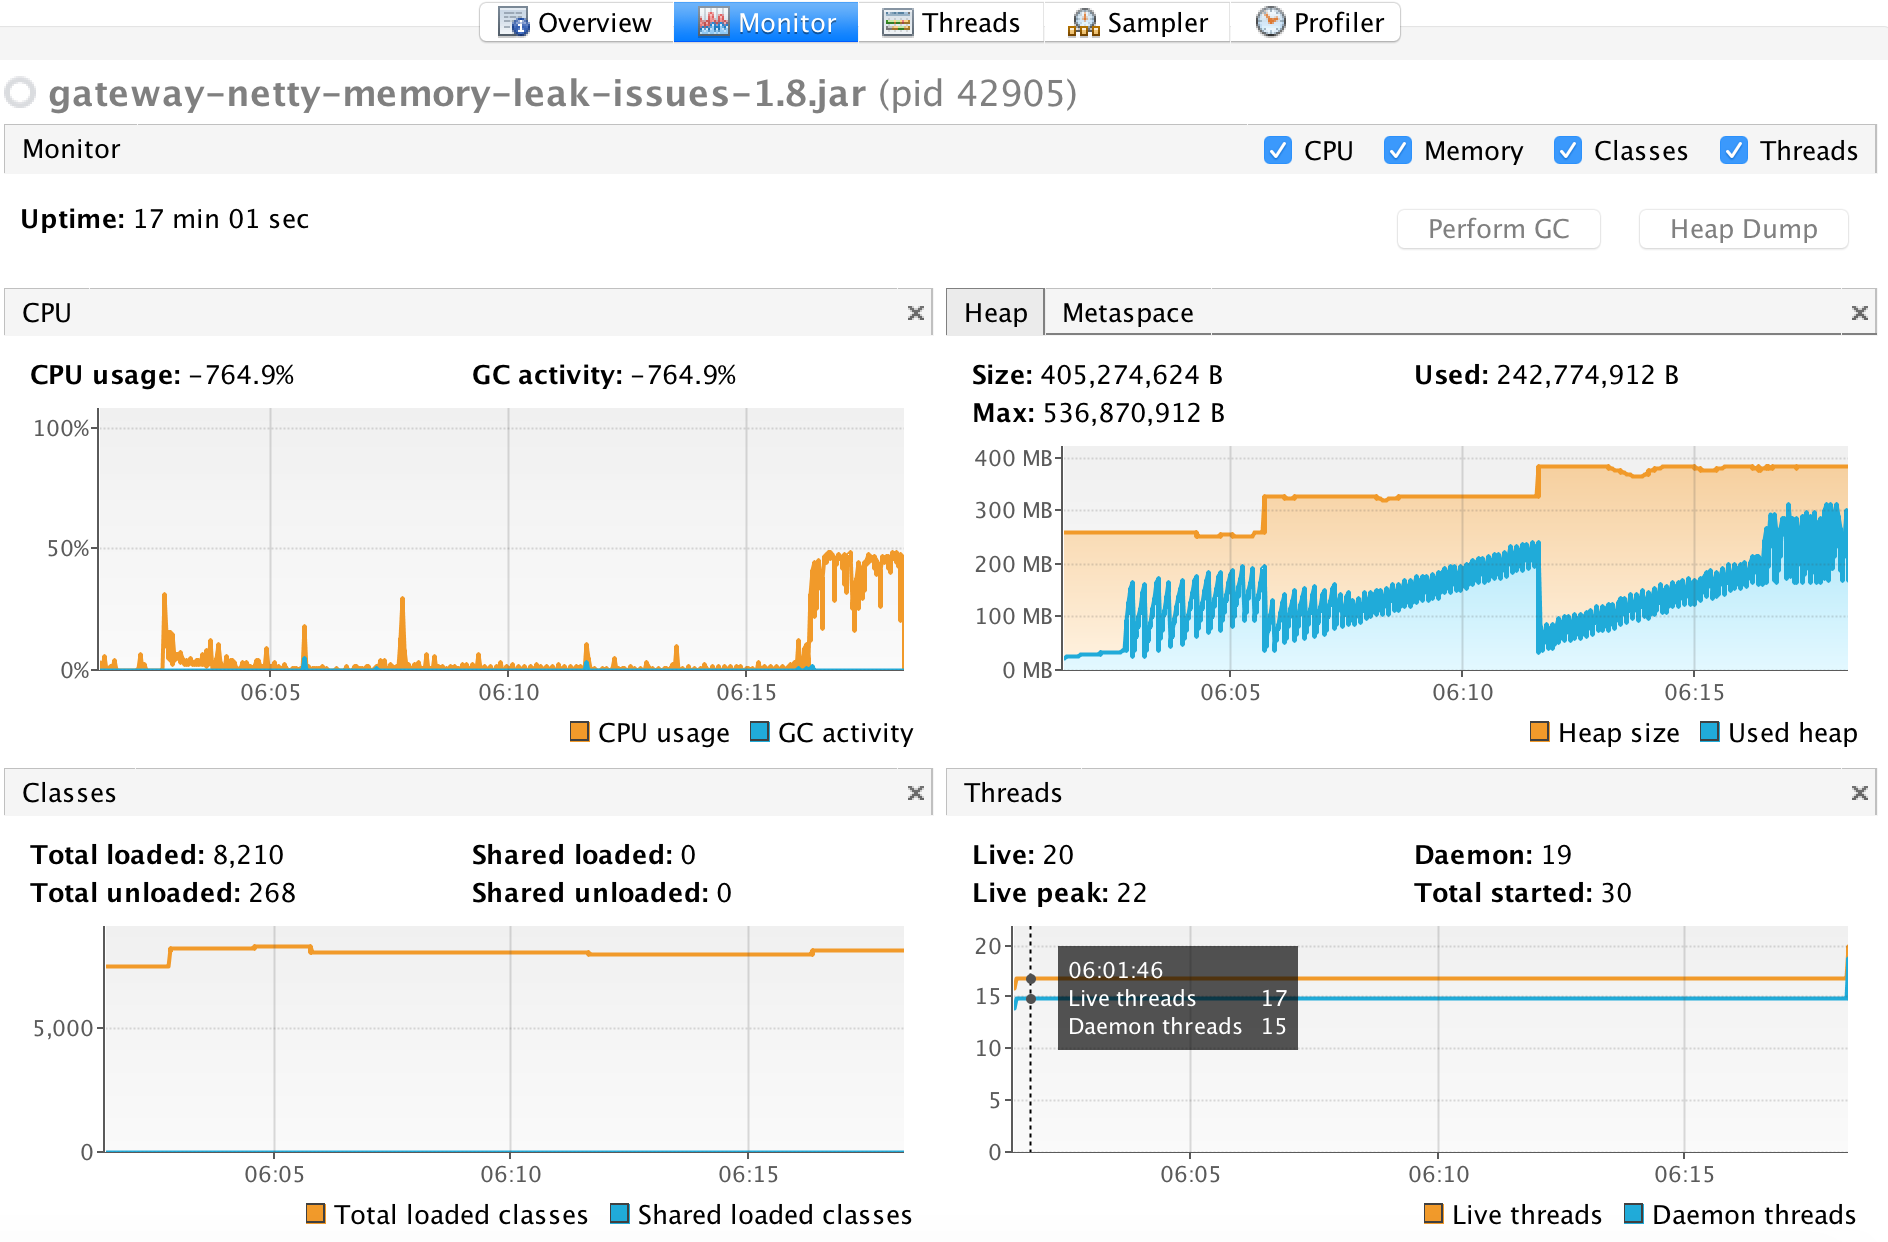 Overview Monitor Threads Sampler Profiler
gateway-netty-memory-leak-issues-1.8.jar (pid 42905)
Monitor CPU Memory Classes Threads
Uptime: 17 min 01 sec
Perform GC Heap Dump
CPU
CPU usage: -764.9% GC activity: -764.9%
100%
50%
0%
06:05 06:10 06:15
CPU usage GC activity
Heap Metaspace
Size: 405,274,624 B Used: 242,774,912 B
Max: 536,870,912 B
400 MB
300 MB
200 MB
100 MB
0 MB
06:05 06:10 06:15
Heap size Used heap
Classes
Total loaded: 8,210 Shared loaded: 0
Total unloaded: 268 Shared unloaded: 0
5,000
0
06:05 06:10 06:15
Total loaded classes Shared loaded classes
Threads
Live: 20 Daemon: 19
Live peak: 22 Total started: 30
20
15
10
5
0
06:01:46
Live threads 17
Daemon threads 15
06:05 06:10 06:15
Live threads Daemon threads